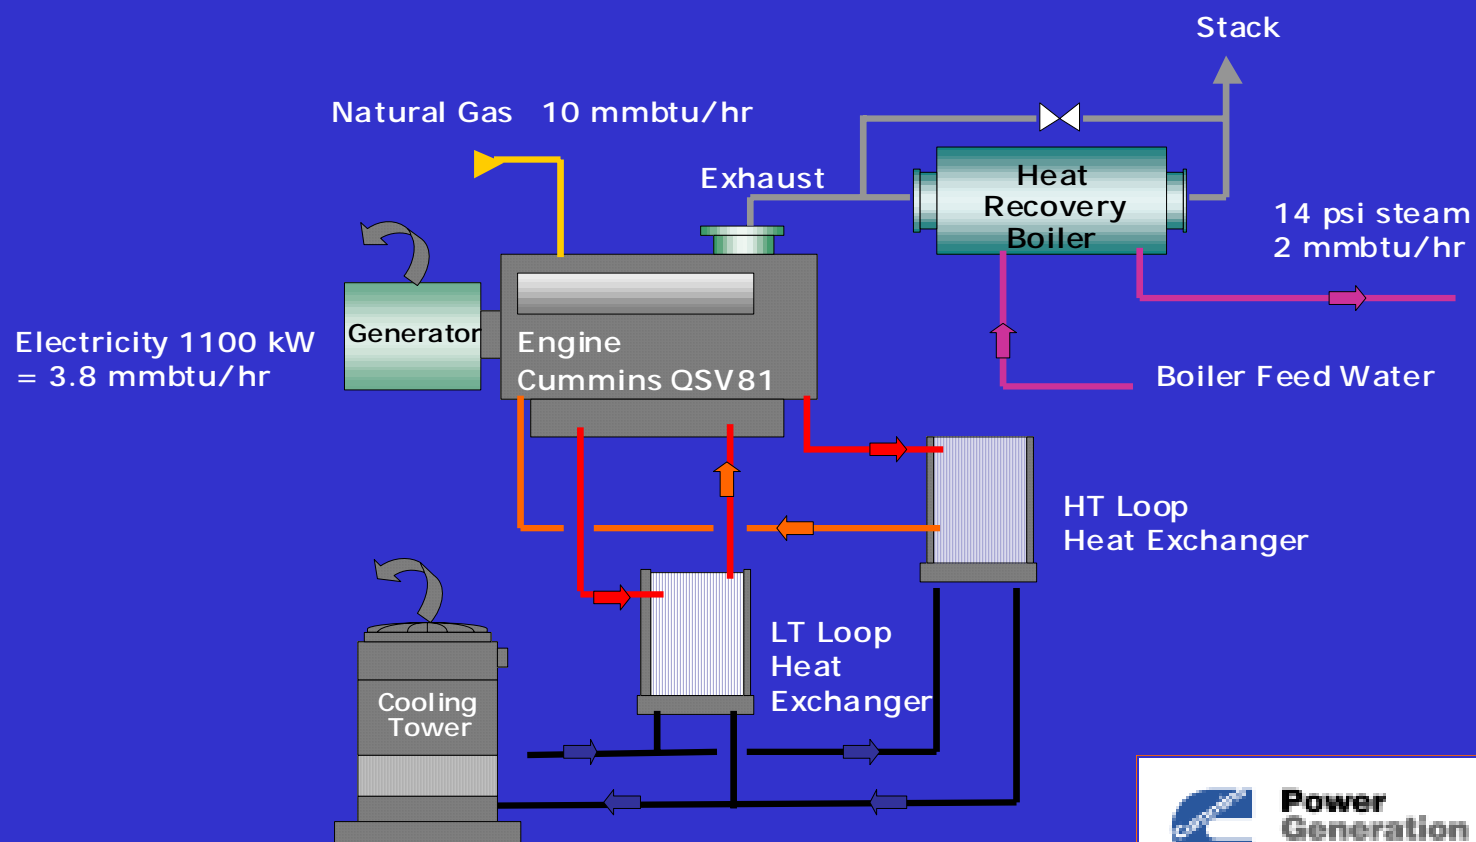 Stack
Natural Gas 10 mmbtu/hr
Exhaust
Heat
Recovery
Boiler
14 psi steam
2 mmbtu/hr
Electricity 1100 kW
= 3.8 mmbtu/hr
Generator
Engine
Cummins QSV81
Boiler Feed Water
HT Loop
Heat Exchanger
LT Loop
Heat
Exchanger
Cooling
Tower
Power
Generation